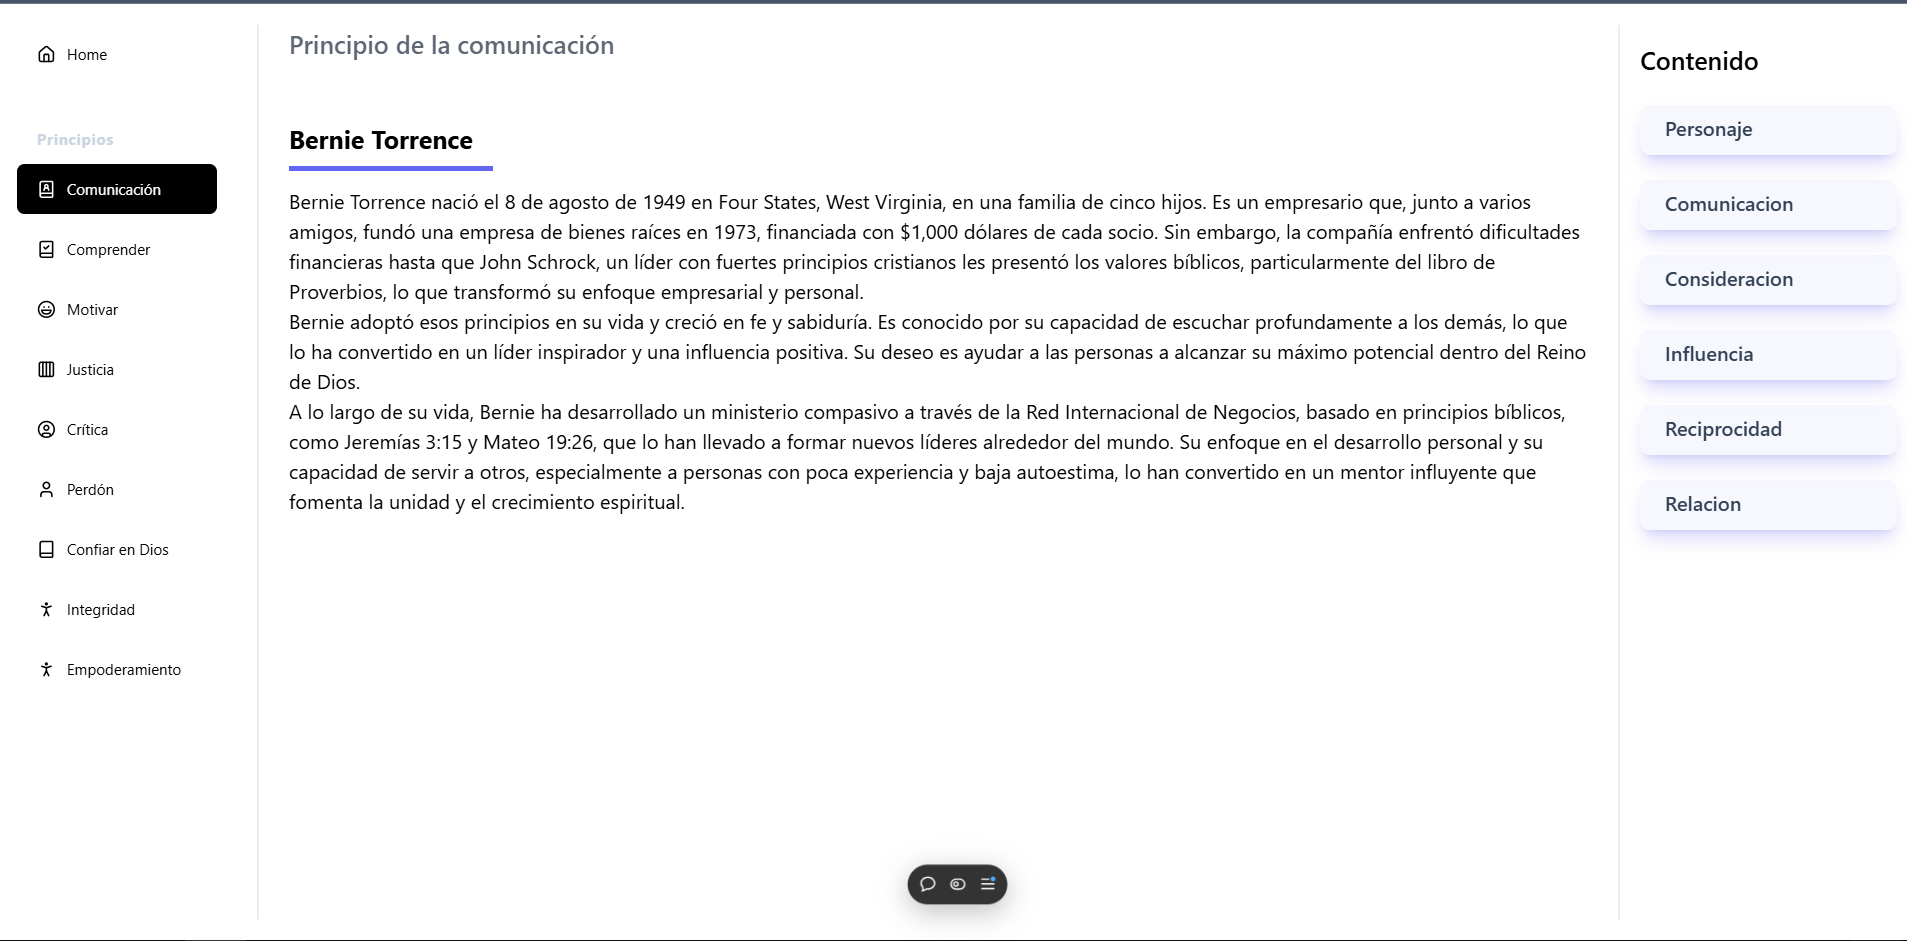 Home
Principios
Comunicación
Comprender
Motivar
Justicia
Crítica
Perdón
Confiar en Dios
Integridad
Empoderamiento
Principio de la comunicación
Bernie Torrence
Bernie Torrence nació el 8 de agosto de 1949 en Four States, West Virginia, en una familia de cinco hijos. Es un empresario que, junto a varios
amigos, fundó una empresa de bienes raíces en 1973, financiada con $1,000 dólares de cada socio. Sin embargo, la compañía enfrentó dificultades
financieras hasta que John Schrock, un líder con fuertes principios cristianos les presentó los valores bíblicos, particularmente del libro de
Proverbios, lo que transformó su enfoque empresarial y personal.
Bernie adoptó esos principios en su vida y creció en fe y sabiduría. Es conocido por su capacidad de escuchar profundamente a los demás, lo que
lo ha convertido en un líder inspirador y una influencia positiva. Su deseo es ayudar a las personas a alcanzar su máximo potencial dentro del Reino
de Dios.
A lo largo de su vida, Bernie ha desarrollado un ministerio compasivo a través de la Red Internacional de Negocios, basado en principios bíblicos,
como Jeremías 3:15 y Mateo 19:26, que lo han llevado a formar nuevos líderes alrededor del mundo. Su enfoque en el desarrollo personal y su
capacidad de servir a otros, especialmente a personas con poca experiencia y baja autoestima, lo han convertido en un mentor influyente que
fomenta la unidad y el crecimiento espiritual.
Contenido
Personaje
Comunicacion
Consideracion
Influencia
Reciprocidad
Relacion